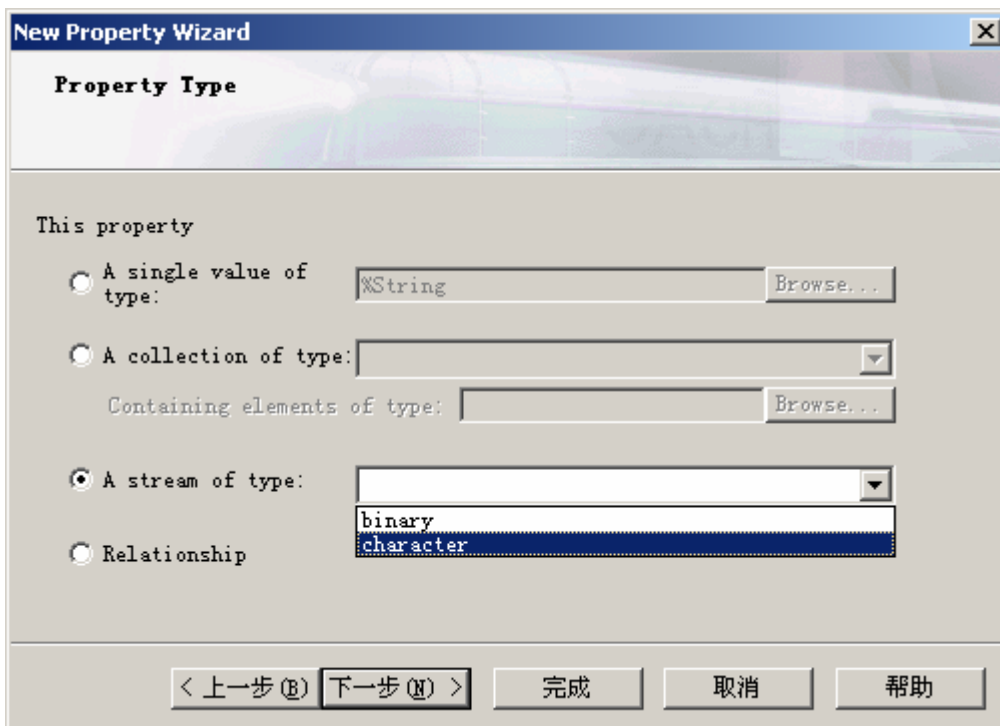 New Property Wizard
Property Type
This property
A single value of
type:
%String
Browse...
A collection of type:
Containing elements of type:
Browse...
A stream of type:
binary
character
Relationship
< 上一步(B)
下一步(N) >
完成
取消
帮助